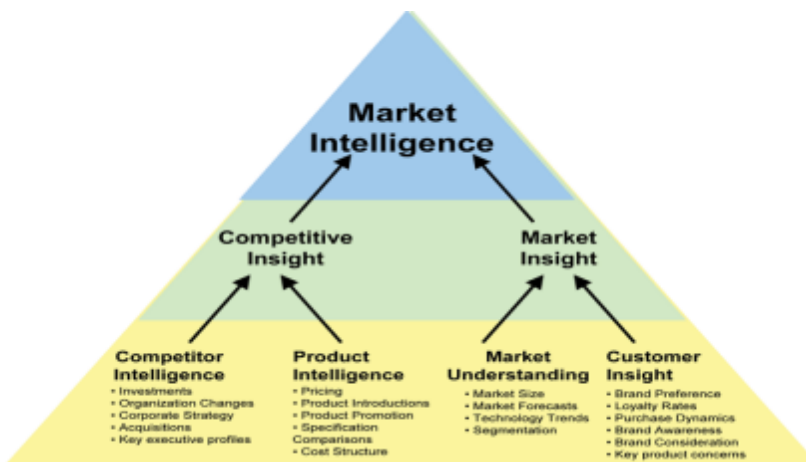 Market
Intelligence
Competitive
Insight
Market
Insight
Competitor
Intelligence
▪ Investments
▪ Organization Changes
▪ Corporate Strategy
▪ Acquisitions
▪ Key executive profiles
Product
Intelligence
▪ Pricing
▪ Product Introductions
▪ Product Promotion
▪ Specification
Comparisons
▪ Cost Structure
Market
Understanding
▪ Market Size
▪ Market Forecasts
▪ Technology Trends
▪ Segmentation
Customer
Insight
▪ Brand Preference
▪ Loyalty Rates
▪ Purchase Dynamics
▪ Brand Awareness
▪ Brand Consideration
▪ Key product concerns